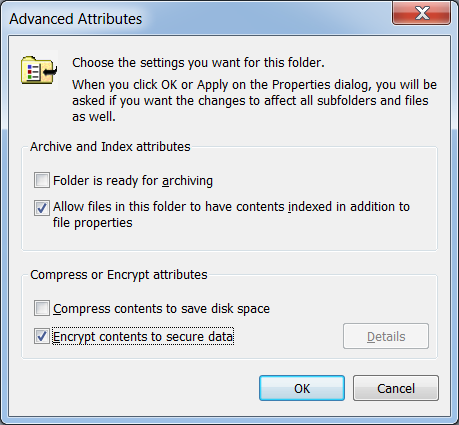 Advanced Attributes
Choose the settings you want for this folder.
When you click OK or Apply on the Properties dialog, you will be
asked if you want the changes to affect all subfolders and files
as well.
Archive and Index attributes
Folder is ready for archiving
Allow files in this folder to have contents indexed in addition to
file properties
Compress or Encrypt attributes
Compress contents to save disk space
Encrypt contents to secure data
Details
OK
Cancel